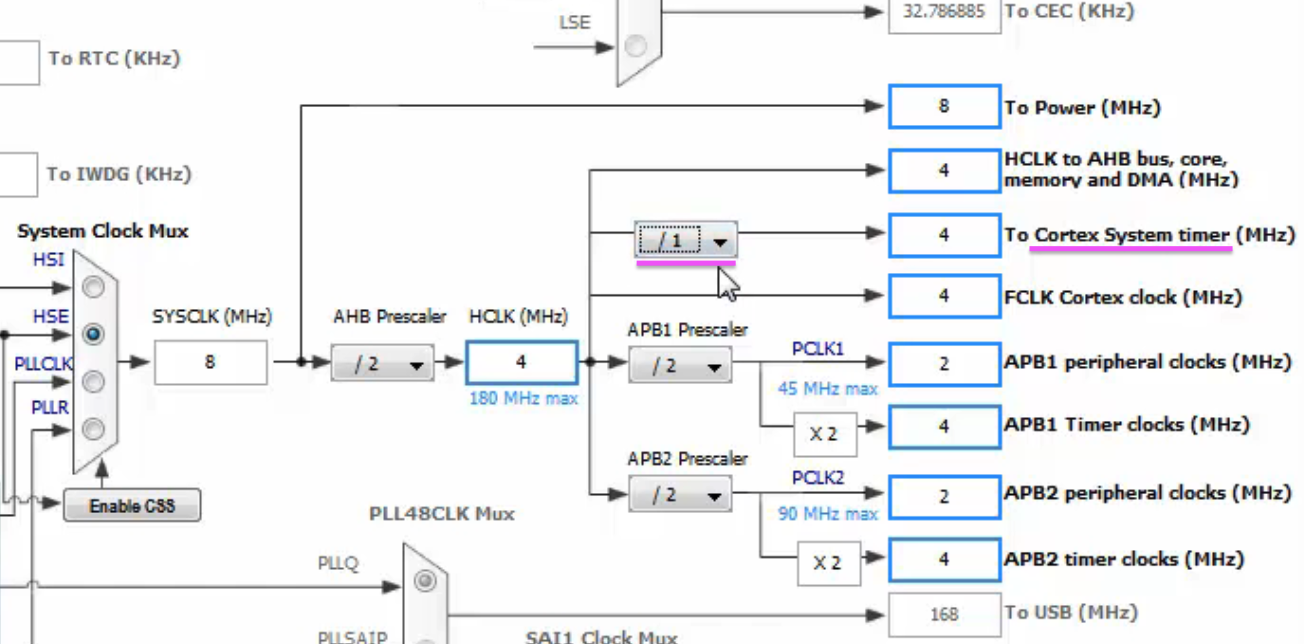 LSE
32.786885 To CEC (KHz)
To RTC (KHz)
8 To Power (MHz)
To IWDG (KHz)
4 HCLK to AHB bus, core,
memory and DMA (MHz)
System Clock Mux
/ 1
4 To Cortex System timer (MHz)
HSI
HSE
PLLCLK
PLLR
SYSCLK (MHz)
8
AHB Prescaler
/ 2
HCLK (MHz)
4
180 MHz max
4 FCLK Cortex clock (MHz)
APB1 Prescaler
/ 2
PCLK1
45 MHz max
2 APB1 peripheral clocks (MHz)
X 2
4 APB1 Timer clocks (MHz)
APB2 Prescaler
/ 2
PCLK2
90 MHz max
2 APB2 peripheral clocks (MHz)
X 2
4 APB2 timer clocks (MHz)
Enable CSS
PLL48CLK Mux
PLLQ
168 To USB (MHz)
PLLSAIP
SAI1 Clock Mux